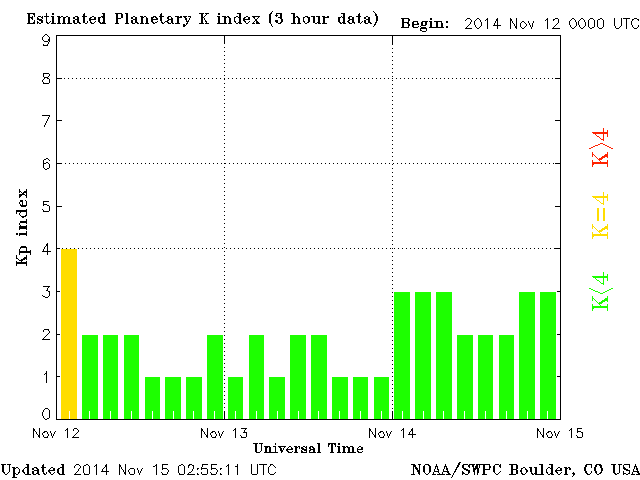 Estimated Planetary K index (3 hour data) Begin: 2014 Nov 12 0000 UTC
9
8
7
6
5
4
3
2
1
0
Kp index
K>4
K=4
K<4
Nov 12 Nov 13 Nov 14 Nov 15
Universal Time
Updated 2014 Nov 15 02:55:11 UTC NOAA/SWPC Boulder, CO USA